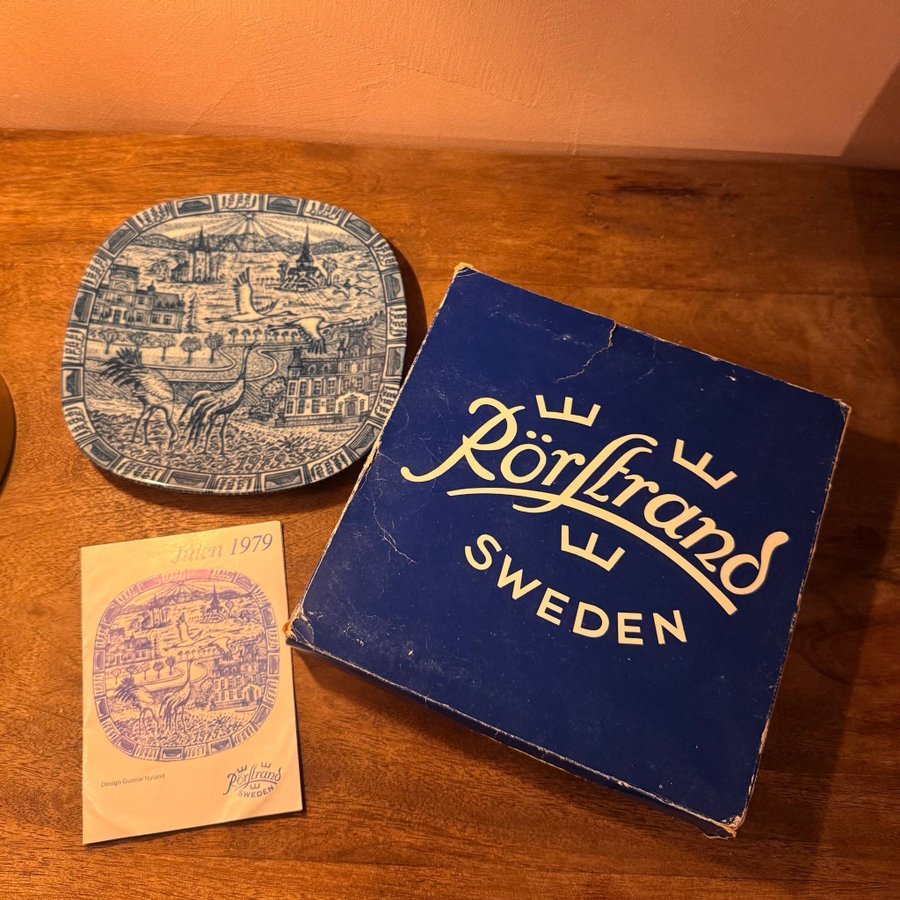 Rörstrand
SWEDEN
Julen 1979
Design Gunnar Nylund
Rörstrand
SWEDEN